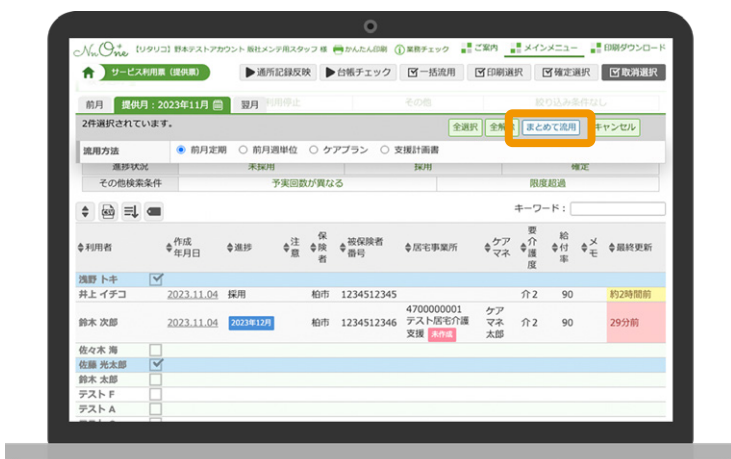 NuOne 【リウリコ】野本テストアカウント 販社メンテ用スタッフ 様 かんたん印刷 業務チェック ご案内 メインメニュー 印刷ダウンロード
サービス利用票（提供票） ▶通所記録反映 ▶台帳チェック 一括流用 印刷選択 確定選択 取消選択
前月 提供月：2023年11月 翌月 利用停止 その他 絞り込み条件なし
2件選択されています。 全選択 全解 まとめて流用 キャンセル
流用方法 前月定期 前月週単位 ケアプラン 支援計画書
進捗状況 未採用 採用 確定
その他検索条件 予実回数が異なる 限度超過
キーワード：
利用者 作成年月日 進捗 注意 保険者 被保険者番号 居宅事業所 ケアマネ 要介護度 給付率 メモ 最終更新
浅野 トキ
井上 イチコ 2023.11.04 採用 柏市 1234512345 介2 90 約2時間前
鈴木 次郎 2023.11.04 2023年12月 柏市 1234512346 4700000001 テスト居宅介護支援 未作成 ケアマネ太郎 介2 90 29分前
佐々木 海
佐藤 光太郎
鈴木 太郎
テスト F
テスト A